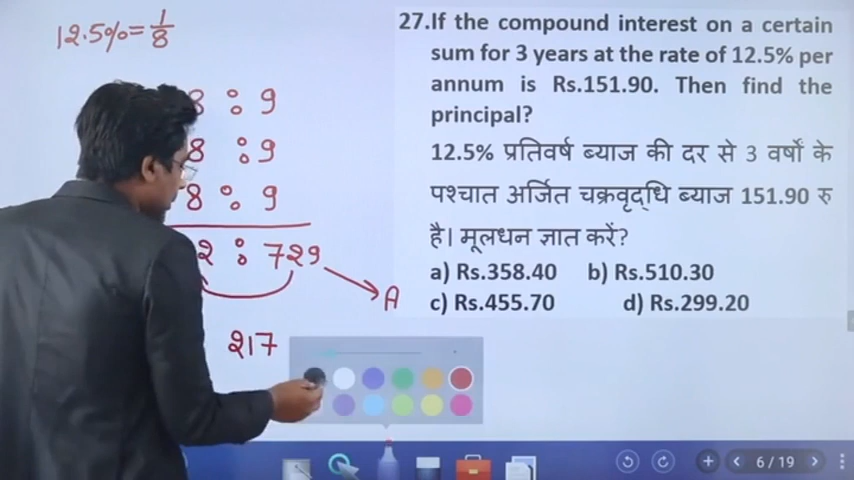 12.5%=1/8
8 : 9
8 : 9
8 : 9
2 : 729
A
217
27.If the compound interest on a certain
sum for 3 years at the rate of 12.5% per
annum is Rs.151.90. Then find the
principal?
12.5% प्रतिवर्ष ब्याज की दर से 3 वर्षों के
पश्चात अर्जित चक्रवृद्धि ब्याज 151.90 रु
है। मूलधन ज्ञात करें?
a) Rs.358.40 b) Rs.510.30
c) Rs.455.70 d) Rs.299.20
6 / 19